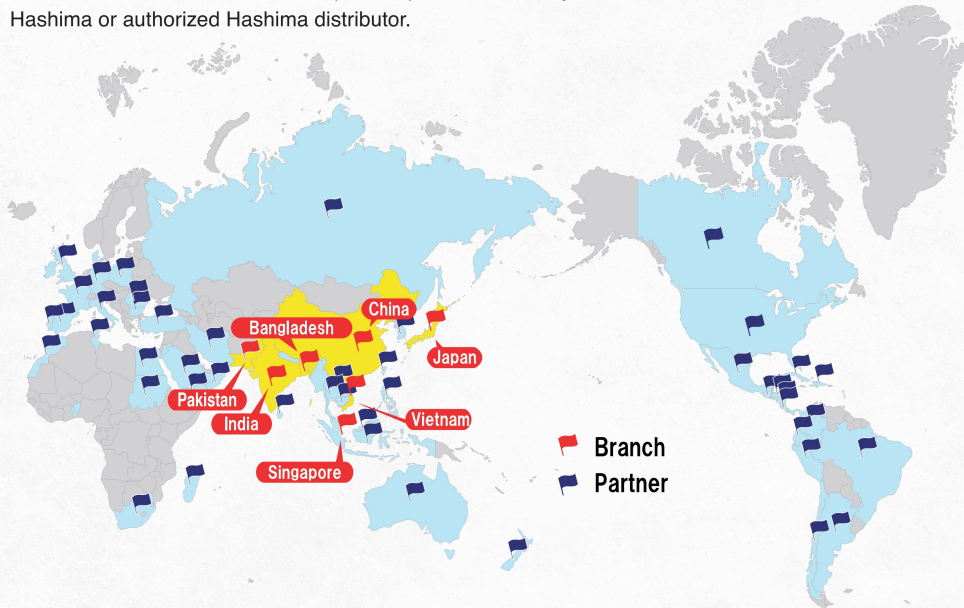 Hashima or authorized Hashima distributor.
China
Bangladesh
Japan
Pakistan
India
Vietnam
Singapore
Branch
Partner